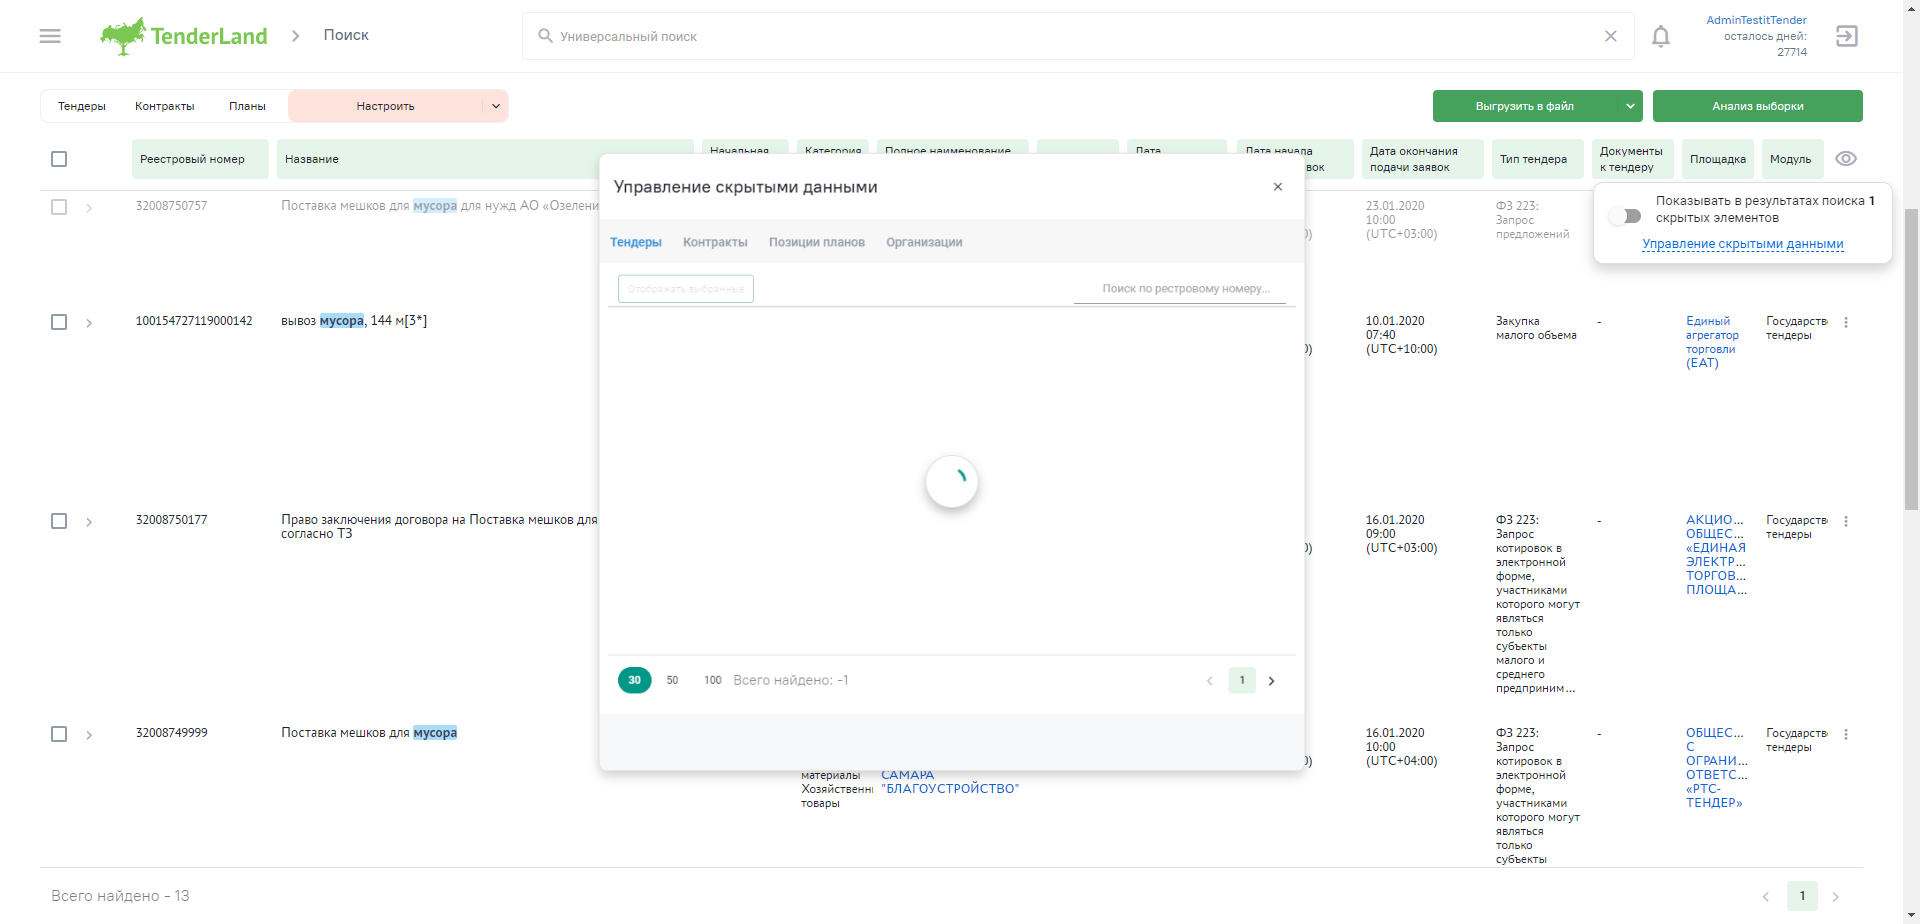 TenderLand
Поиск
Универсальный поиск
AdminTestitTender
осталось дней:
27714
Тендеры
Контракты
Планы
Настроить
Выгрузить в файл
Анализ выборки
Реестровый номер
Название
Начальная
Категория
Полное наименование
Дата
Дата начала
вок
Дата окончания
подачи заявок
Тип тендера
Документы
к тендеру
Площадка
Модуль
Показывать в результатах поиска 1
скрытых элементов
Управление скрытыми данными
32008750757
Поставка мешков для мусора для нужд АО «Озелени
23.01.2020
10:00
(UTC+03:00)
ФЗ 223:
Запрос
предложений
100154727119000142
вывоз мусора, 144 м[3*]
10.01.2020
07:40
(UTC+10:00)
Закупка
малого объема
-
Единый
агрегатор
торговли
(ЕАТ)
Государств
тендеры
32008750177
Право заключения договора на Поставка мешков для
согласно ТЗ
16.01.2020
09:00
(UTC+03:00)
ФЗ 223:
Запрос
котировок в
электронной
форме,
участниками
которого могут
являться
только
субъекты
малого и
среднего
предприним...
-
АКЦИО...
ОБЩЕС...
«ЕДИНАЯ
ЭЛЕКТР...
ТОРГОВ...
ПЛОЩА...
Государств
тендеры
32008749999
Поставка мешков для мусора
материалы
Хозяйственн
товары
САМАРА
"БЛАГОУСТРОЙСТВО"
16.01.2020
10:00
(UTC+04:00)
ФЗ 223:
Запрос
котировок в
электронной
форме,
участниками
которого могут
являться
только
субъекты
-
ОБЩЕС...
С
ОГРАНИ...
ОТВЕТС...
«РТС-
ТЕНДЕР»
Государств
тендеры
Управление скрытыми данными
Тендеры
Контракты
Позиции планов
Организации
Отображать выбранные
Поиск по рестровому номеру...
30
50
100
Всего найдено: -1
1
Всего найдено - 13
1